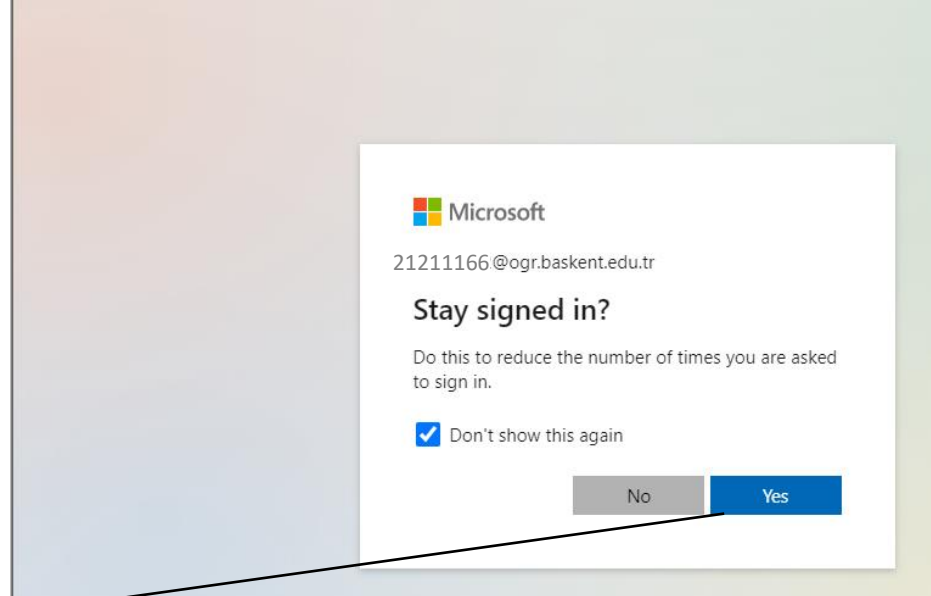 Microsoft
21211166@ogr.baskent.edu.tr
Stay signed in?
Do this to reduce the number of times you are asked
to sign in.
Don't show this again
No Yes